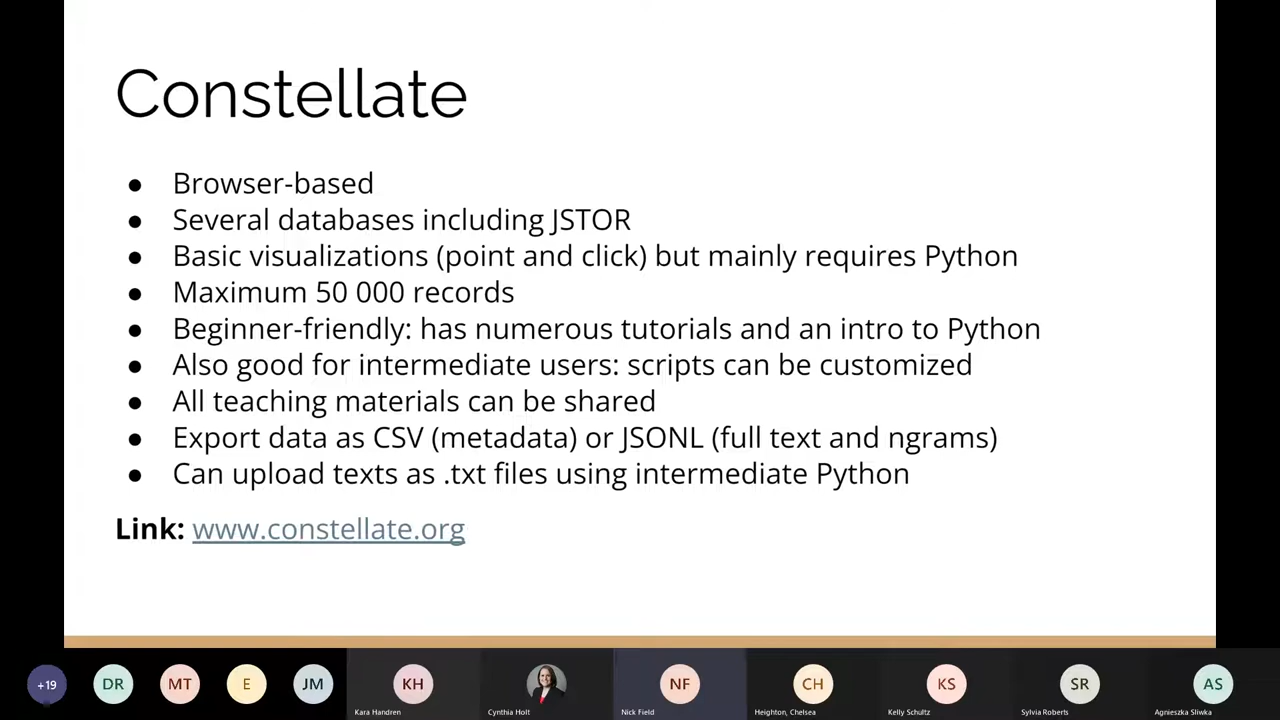 Constellate
● Browser-based
● Several databases including JSTOR
● Basic visualizations (point and click) but mainly requires Python
● Maximum 50 000 records
● Beginner-friendly: has numerous tutorials and an intro to Python
● Also good for intermediate users: scripts can be customized
● All teaching materials can be shared
● Export data as CSV (metadata) or JSONL (full text and ngrams)
● Can upload texts as .txt files using intermediate Python
Link: www.constellate.org
+19 DR MT E JM KH NF CH KS SR AS
Kara Handren Cynthia Holt Nick Field Heighton, Chelsea Kelly Schultz Sylvia Roberts Agnieszka Sliwka